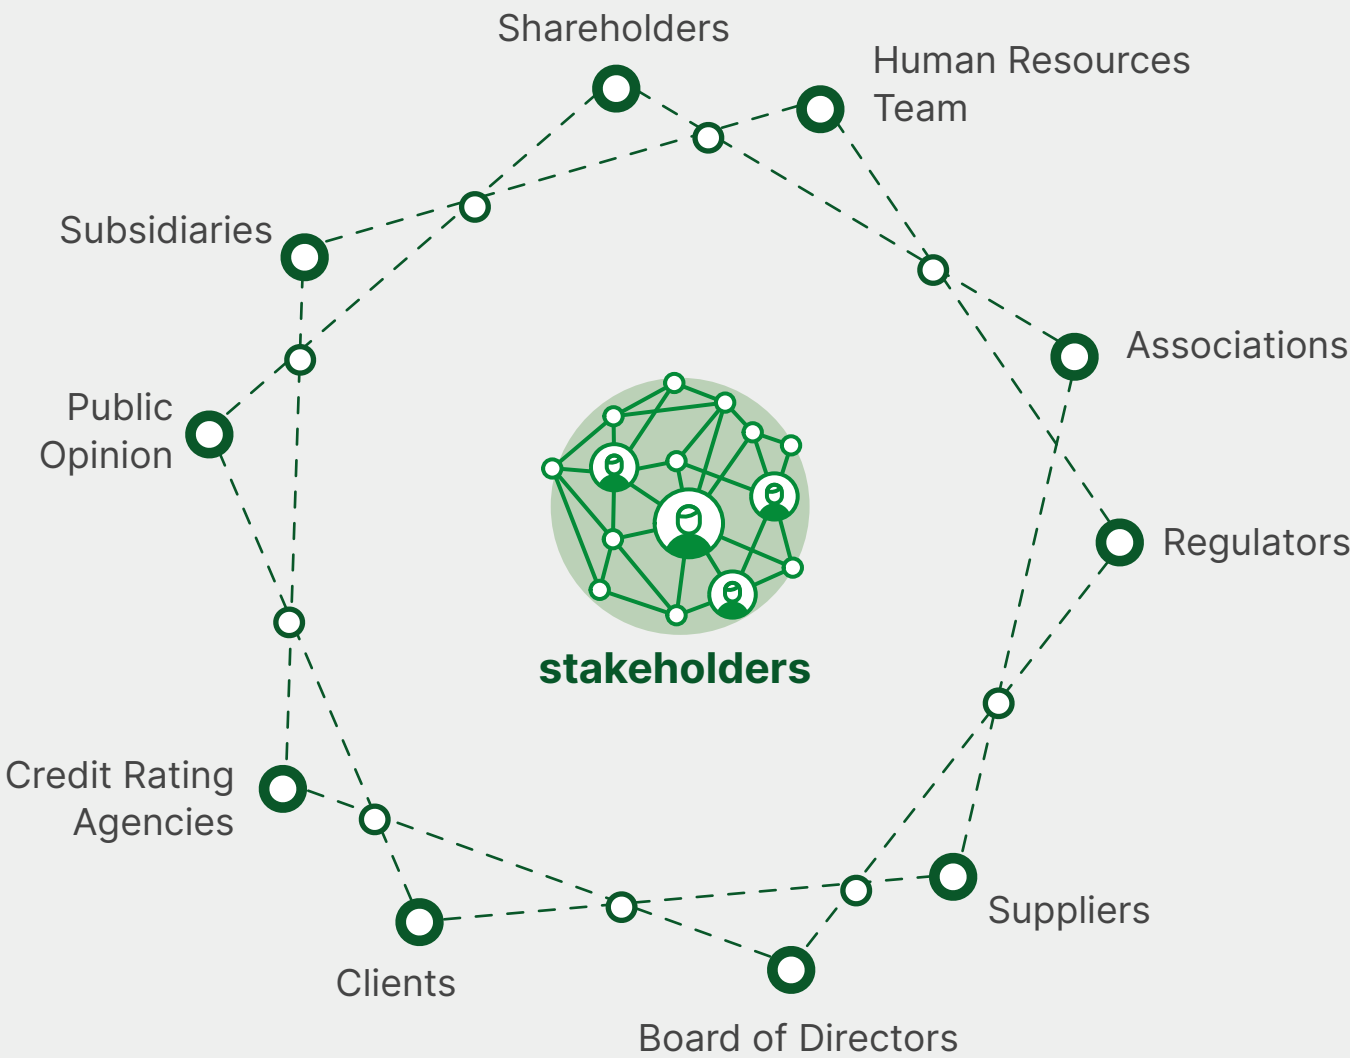 Shareholders
Human Resources
Team
Subsidiaries
Associations
Public
Opinion
Regulators
stakeholders
Credit Rating
Agencies
Suppliers
Clients
Board of Directors